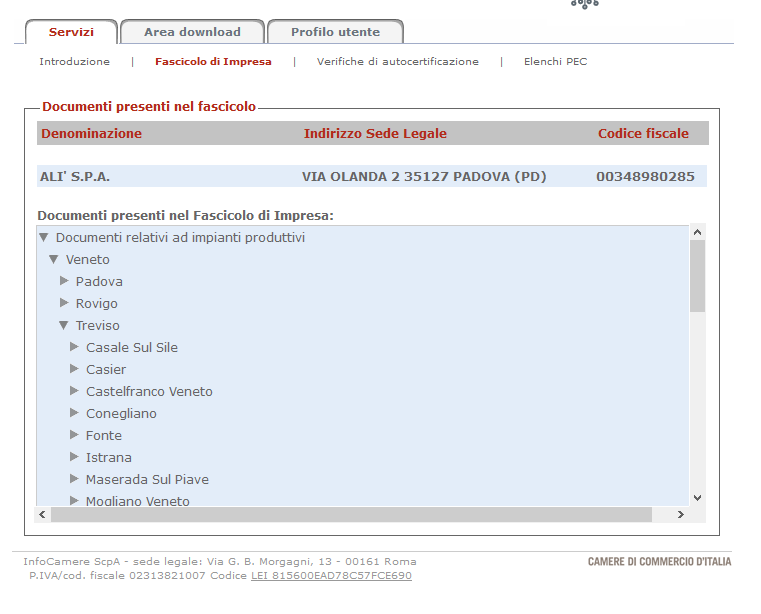 Servizi Area download Profilo utente
Introduzione | Fascicolo di Impresa | Verifiche di autocertificazione | Elenchi PEC
Documenti presenti nel fascicolo
Denominazione Indirizzo Sede Legale Codice fiscale
ALI' S.P.A. VIA OLANDA 2 35127 PADOVA (PD) 00348980285
Documenti presenti nel Fascicolo di Impresa:
Documenti relativi ad impianti produttivi
Veneto
Padova
Rovigo
Treviso
Casale Sul Sile
Casier
Castelfranco Veneto
Conegliano
Fonte
Istrana
Maserada Sul Piave
Mogliano Veneto
InfoCamere ScpA - sede legale: Via G. B. Morgagni, 13 - 00161 Roma CAMERE DI COMMERCIO D'ITALIA
P.IVA/cod. fiscale 02313821007 Codice LEI 815600EAD78C57FCE690